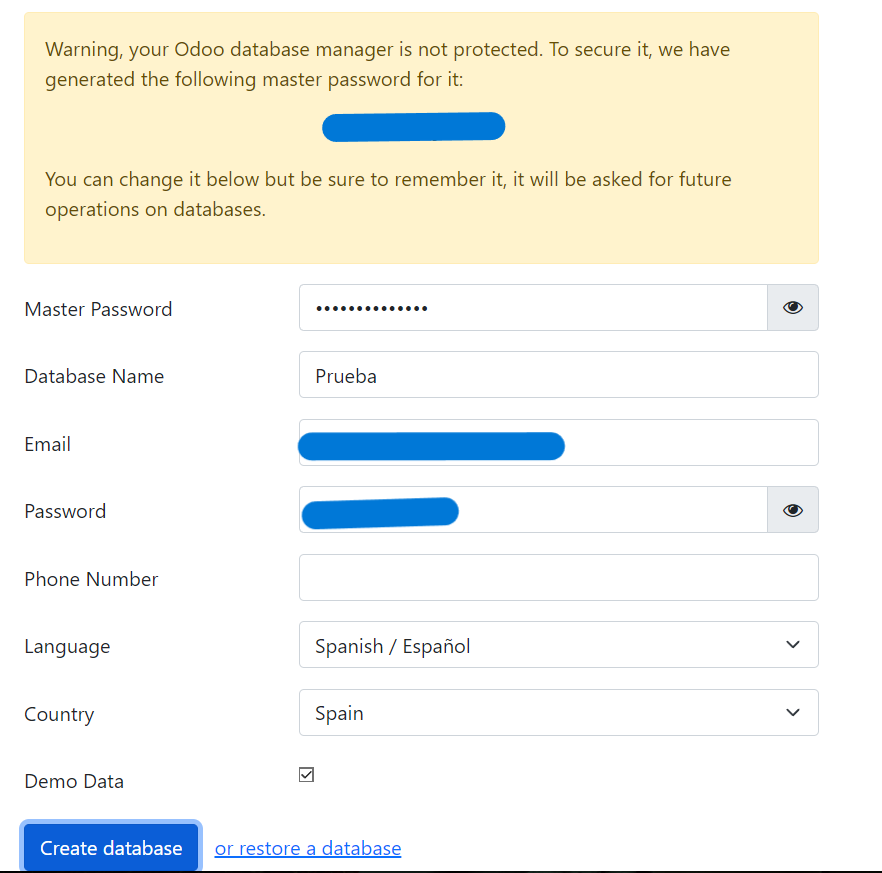 Warning, your Odoo database manager is not protected. To secure it, we have
generated the following master password for it:
You can change it below but be sure to remember it, it will be asked for future
operations on databases.
Master Password ••••••••••••••
Database Name Prueba
Email
Password
Phone Number
Language Spanish / Español
Country Spain
Demo Data
Create database or restore a database